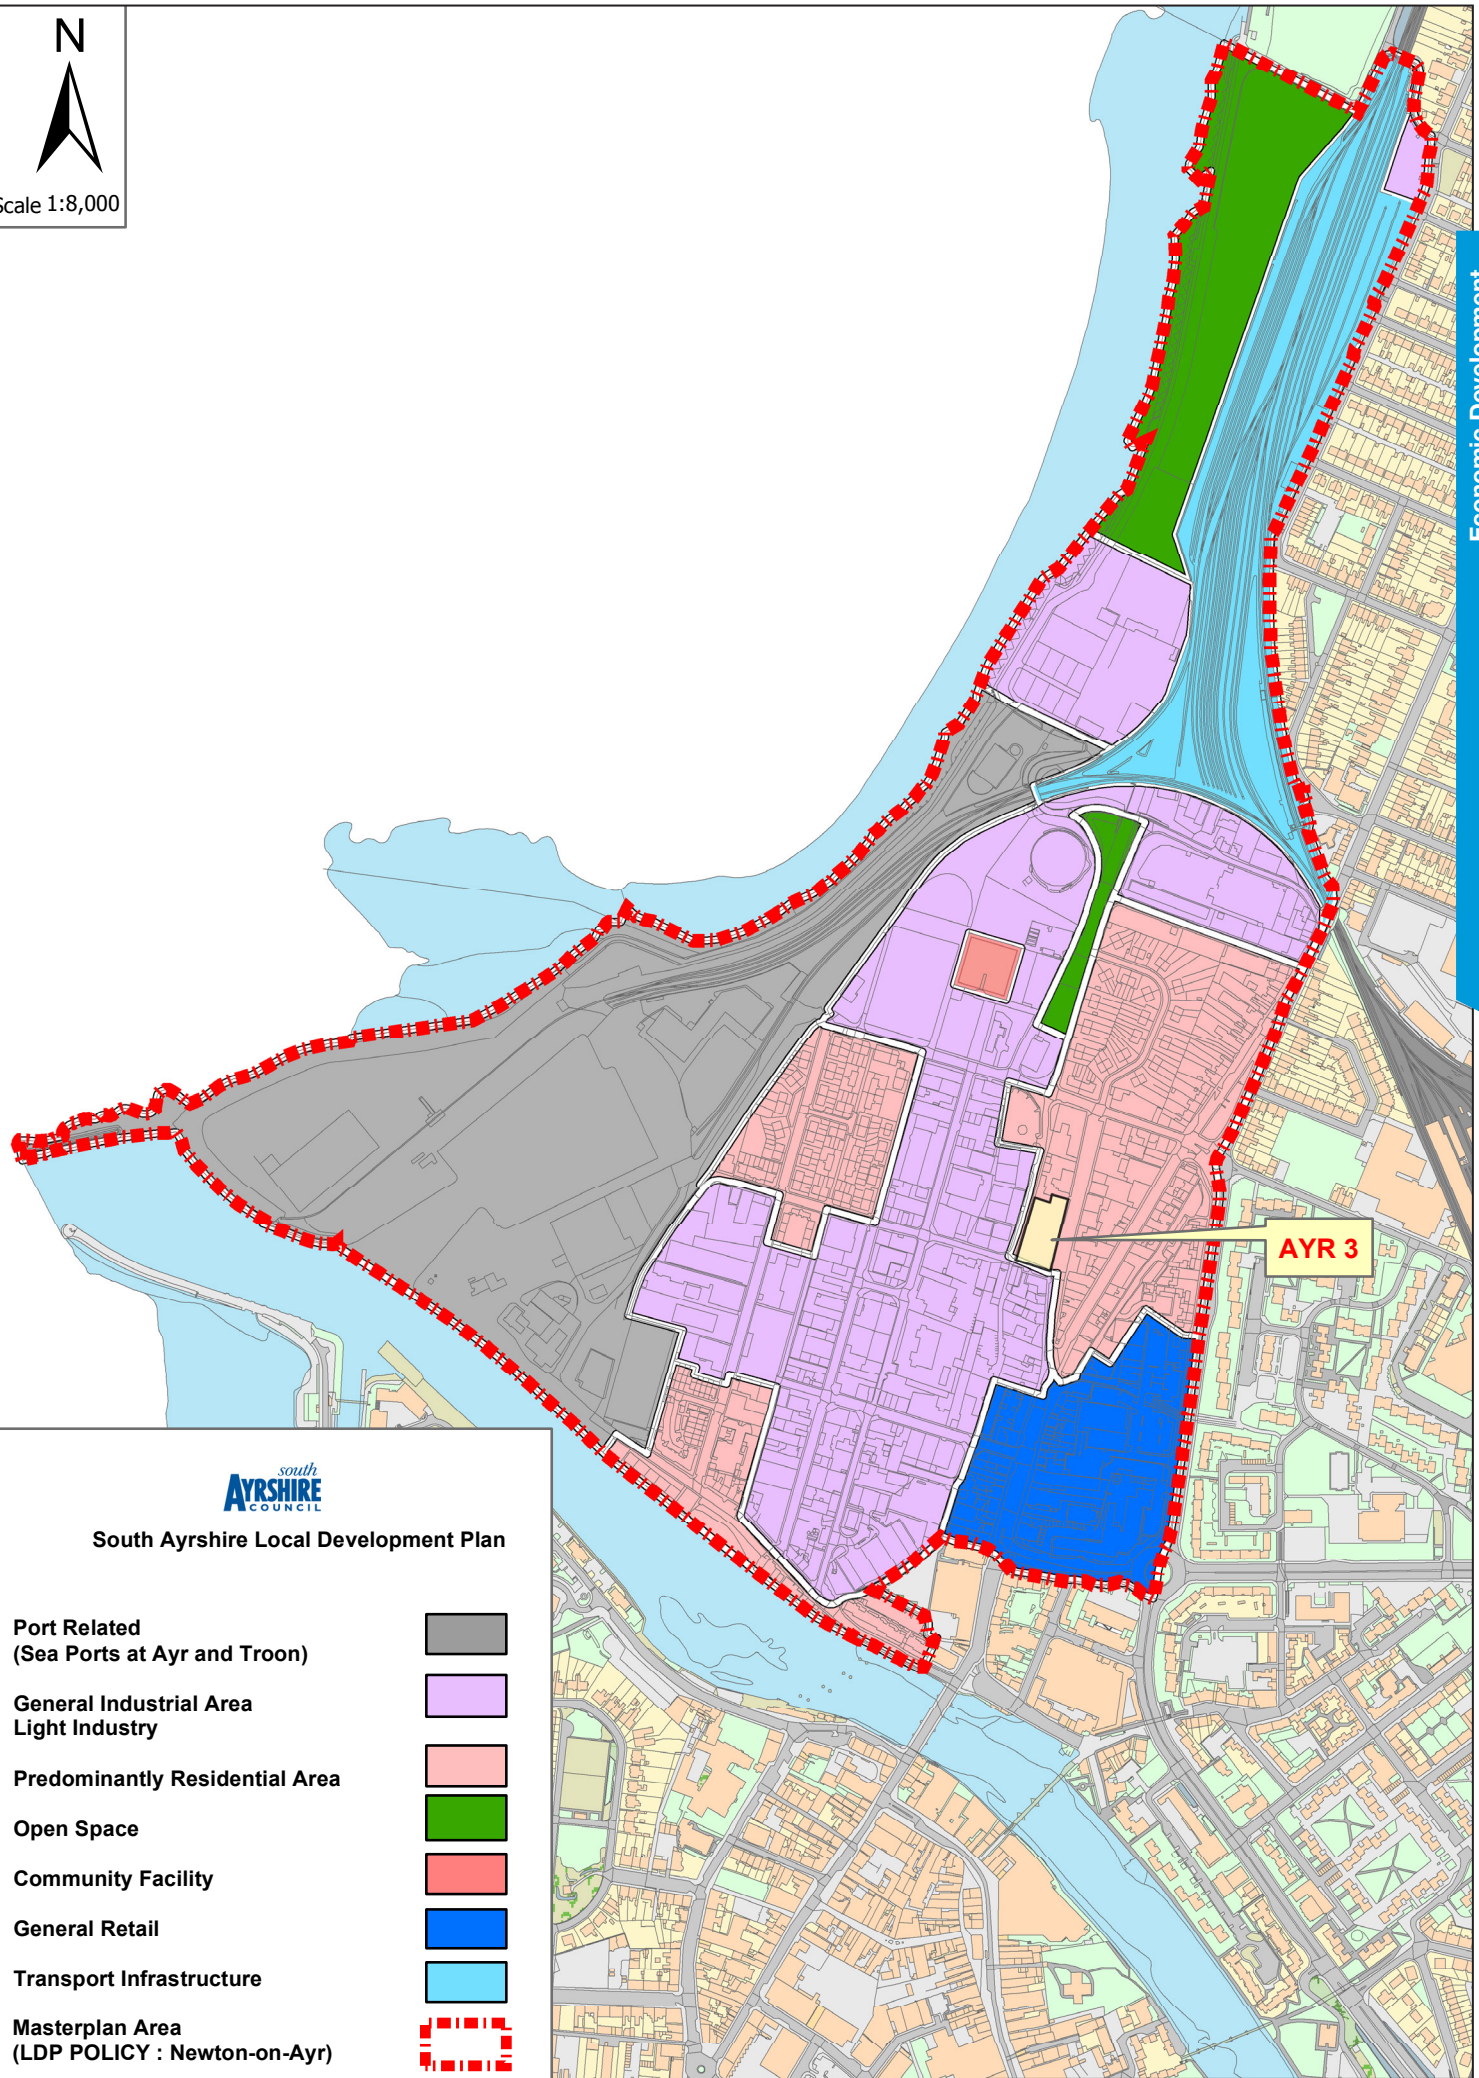 N
Scale 1:8,000
Economic Development
AYR 3
south
AYRSHIRE
COUNCIL
South Ayrshire Local Development Plan
Port Related
(Sea Ports at Ayr and Troon)
General Industrial Area
Light Industry
Predominantly Residential Area
Open Space
Community Facility
General Retail
Transport Infrastructure
Masterplan Area
(LDP POLICY : Newton-on-Ayr)